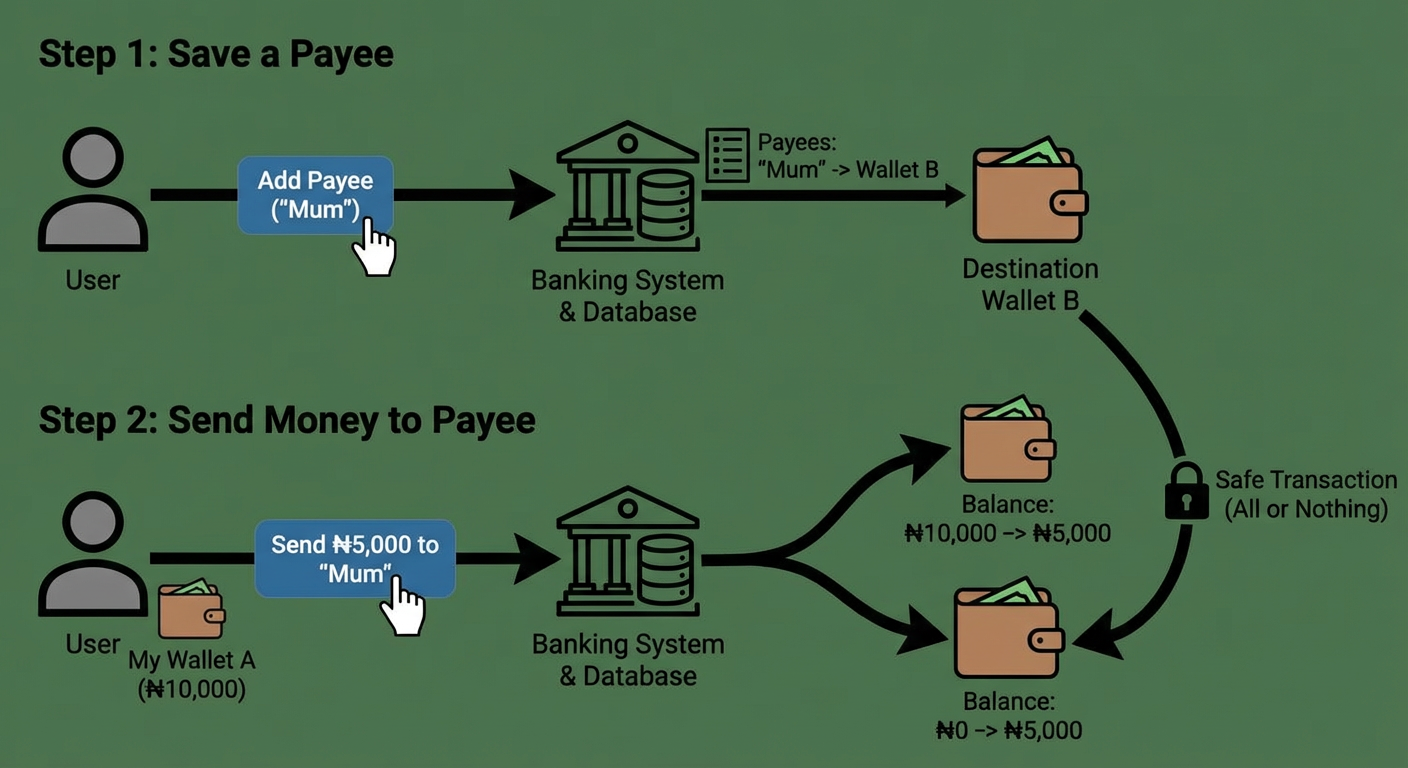 Step 1: Save a Payee
Add Payee
(“Mum”)
Payees:
“Mum” -> Wallet B
User
Banking System
& Database
Destination
Wallet B
Step 2: Send Money to Payee
Send ₦5,000 to
“Mum”
User
My Wallet A
(₦10,000)
Banking System
& Database
Balance:
₦10,000 -> ₦5,000
Safe Transaction
(All or Nothing)
Balance:
₦0 -> ₦5,000